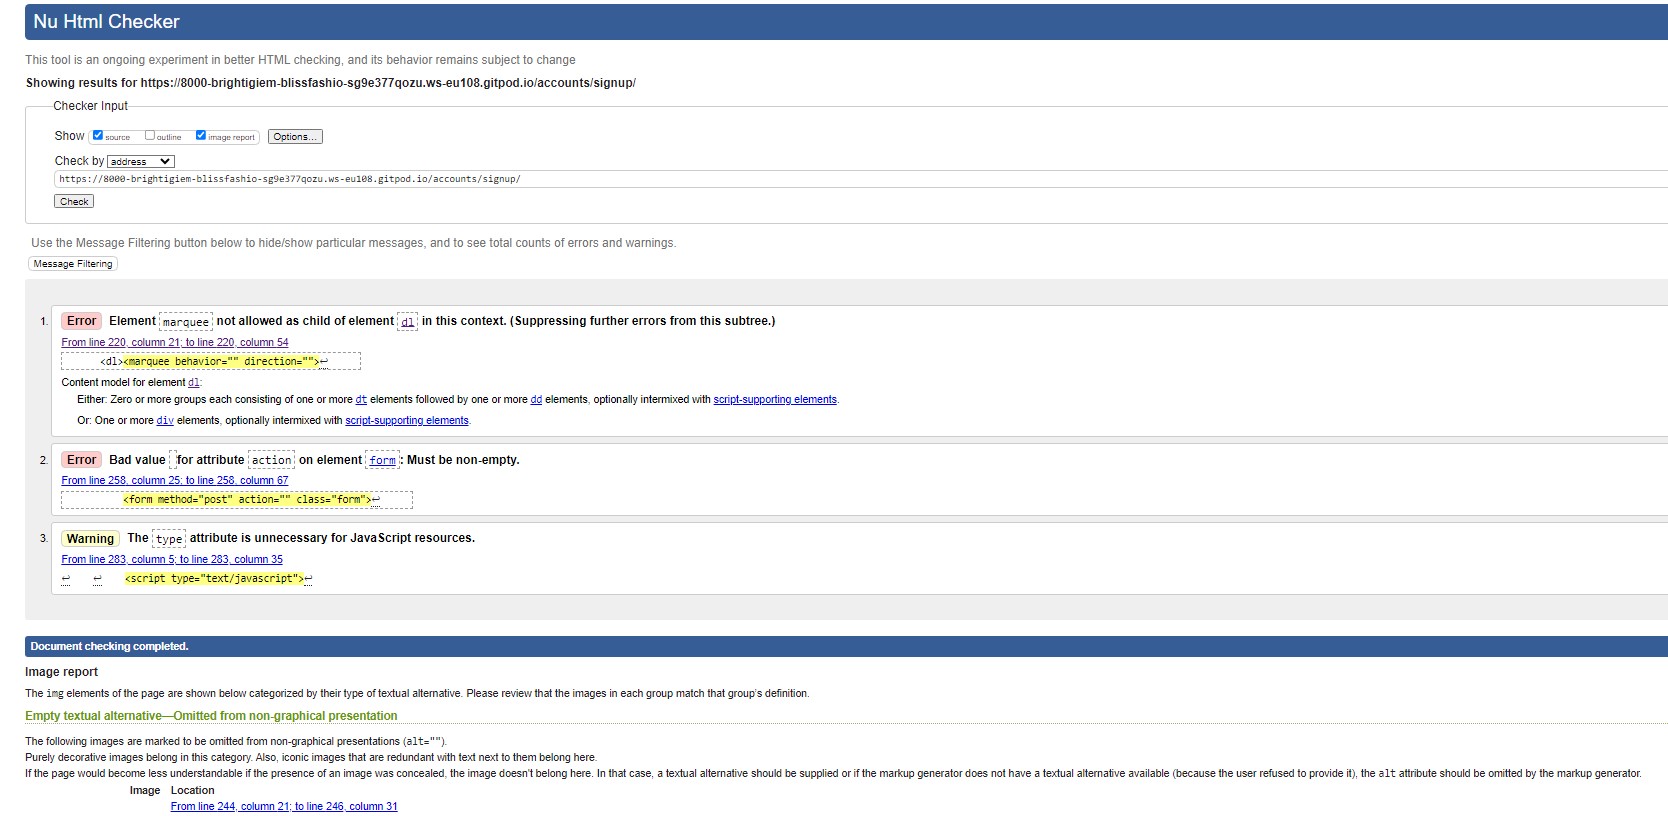 Nu Html Checker
This tool is an ongoing experiment in better HTML checking, and its behavior remains subject to change
Showing results for https://8000-brightigiem-blissfashio-sg9e377qozu.ws-eu108.gitpod.io/accounts/signup/
Checker Input
Show source outline image report Options...
Check by address
https://8000-brightigiem-blissfashio-sg9e377qozu.ws-eu108.gitpod.io/accounts/signup/
Check
Use the Message Filtering button below to hide/show particular messages, and to see total counts of errors and warnings.
Message Filtering
1. Error Element marquee not allowed as child of element dl in this context. (Suppressing further errors from this subtree.)
From line 220, column 21; to line 220, column 54
<dl><marquee behavior="" direction="">↩
Content model for element dl:
Either: Zero or more groups each consisting of one or more dt elements followed by one or more dd elements, optionally intermixed with script-supporting elements.
Or: One or more div elements, optionally intermixed with script-supporting elements.
2. Error Bad value for attribute action on element form: Must be non-empty.
From line 258, column 25; to line 258, column 67
<form method="post" action="" class="form">↩
3. Warning The type attribute is unnecessary for JavaScript resources.
From line 283, column 5; to line 283, column 35
↩ ↩ <script type="text/javascript">↩
Document checking completed.
Image report
The img elements of the page are shown below categorized by their type of textual alternative. Please review that the images in each group match that group's definition.
Empty textual alternative—Omitted from non-graphical presentation
The following images are marked to be omitted from non-graphical presentations (alt="").
Purely decorative images belong in this category. Also, iconic images that are redundant with text next to them belong here.
If the page would become less understandable if the presence of an image was concealed, the image doesn't belong here. In that case, a textual alternative should be supplied or if the markup generator does not have a textual alternative available (because the user refused to provide it), the alt attribute should be omitted by the markup generator.
Image Location
From line 244, column 21; to line 246, column 31